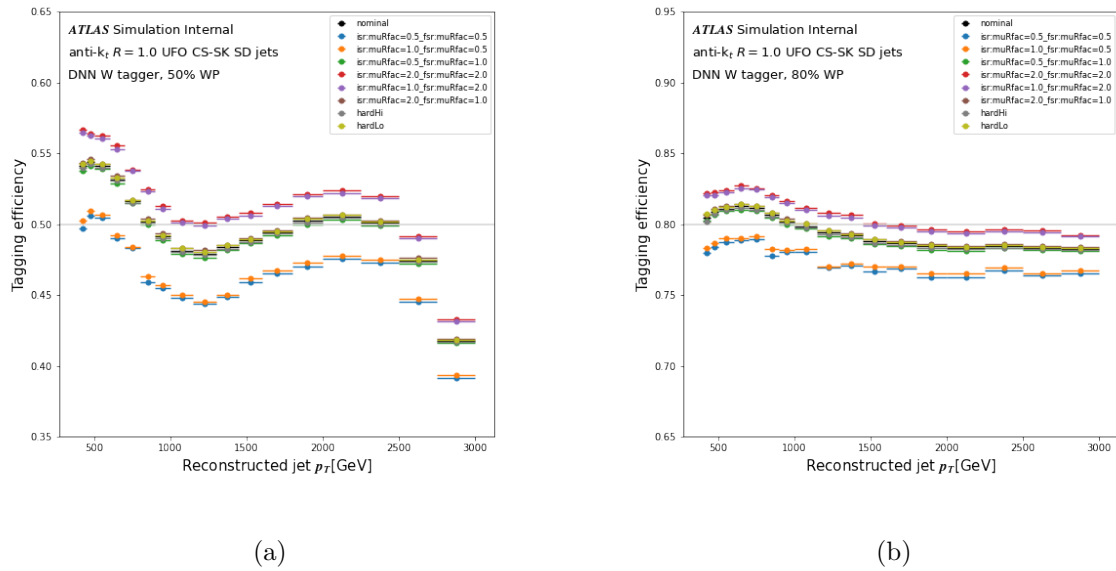 ATLAS Simulation Internal
anti-kt R = 1.0 UFO CS-SK SD jets
DNN W tagger, 50% WP
nominal
isr:muRfac=0.5_fsr:muRfac=0.5
isr:muRfac=1.0_fsr:muRfac=0.5
isr:muRfac=0.5_fsr:muRfac=1.0
isr:muRfac=2.0_fsr:muRfac=2.0
isr:muRfac=1.0_fsr:muRfac=2.0
isr:muRfac=2.0_fsr:muRfac=1.0
hardHi
hardLo
Tagging efficiency
0.65
0.60
0.55
0.50
0.45
0.40
0.35
500 1000 1500 2000 2500 3000
Reconstructed jet pT[GeV]
(a)
ATLAS Simulation Internal
anti-kt R = 1.0 UFO CS-SK SD jets
DNN W tagger, 80% WP
nominal
isr:muRfac=0.5_fsr:muRfac=0.5
isr:muRfac=1.0_fsr:muRfac=0.5
isr:muRfac=0.5_fsr:muRfac=1.0
isr:muRfac=2.0_fsr:muRfac=2.0
isr:muRfac=1.0_fsr:muRfac=2.0
isr:muRfac=2.0_fsr:muRfac=1.0
hardHi
hardLo
Tagging efficiency
0.95
0.90
0.85
0.80
0.75
0.70
0.65
500 1000 1500 2000 2500 3000
Reconstructed jet pT[GeV]
(b)